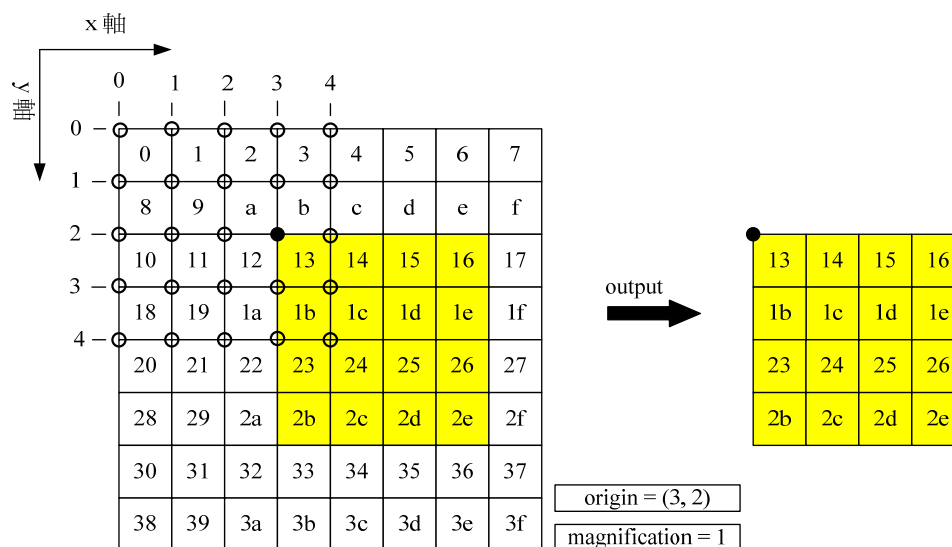 x 軸
y 軸
0 1 2 3 4
0
0 1 2 3 4 5 6 7
1
8 9 a b c d e f
2
10 11 12 13 14 15 16 17
3
18 19 1a 1b 1c 1d 1e 1f
4
20 21 22 23 24 25 26 27
28 29 2a 2b 2c 2d 2e 2f
30 31 32 33 34 35 36 37
38 39 3a 3b 3c 3d 3e 3f
output
13 14 15 16
1b 1c 1d 1e
23 24 25 26
2b 2c 2d 2e
origin = (3, 2)
magnification = 1